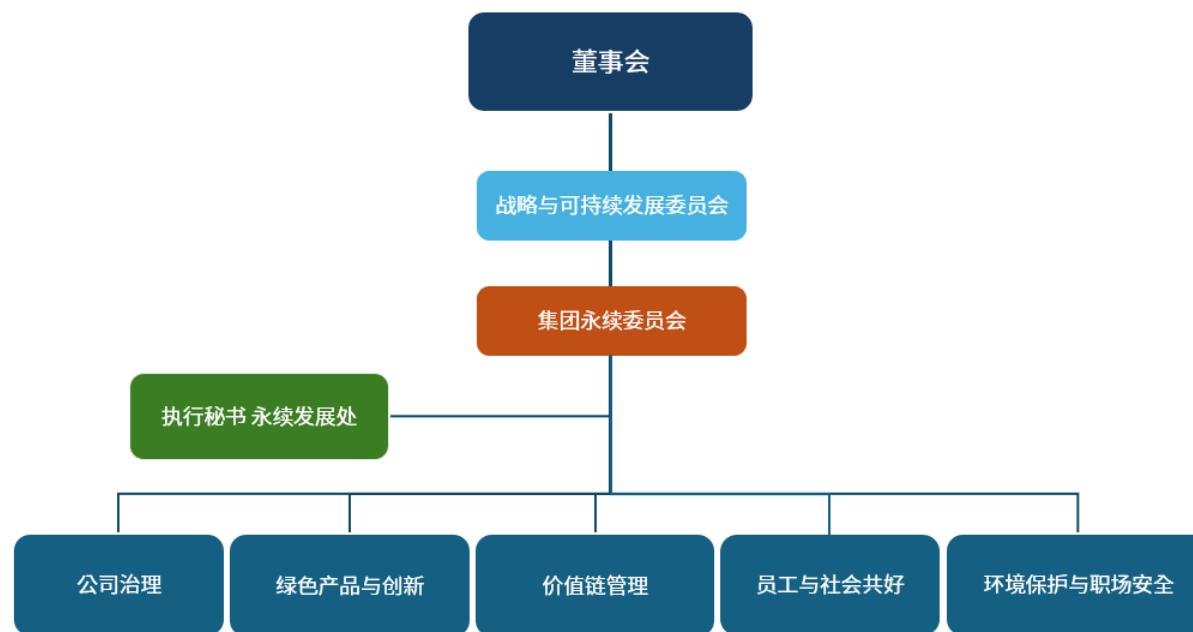 董事会
战略与可持续发展委员会
集团永续委员会
执行秘书 永续发展处
公司治理
绿色产品与创新
价值链管理
员工与社会共好
环境保护与职场安全